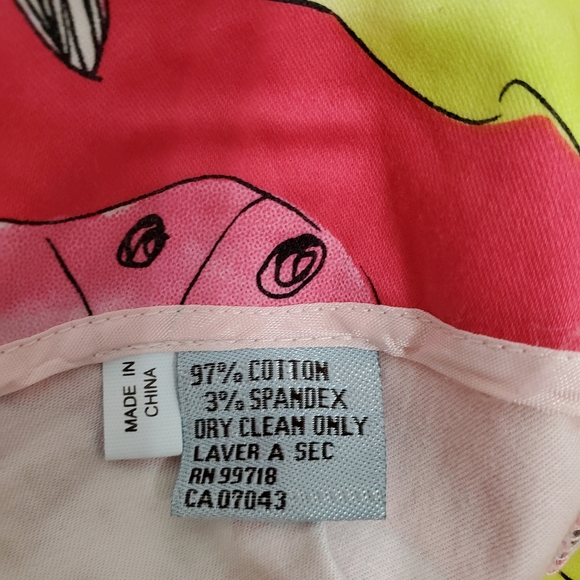 MADE IN
CHINA
97% COTTON
3% SPANDEX
DRY CLEAN ONLY
LAVER A SEC
RN 99718
CA 07043